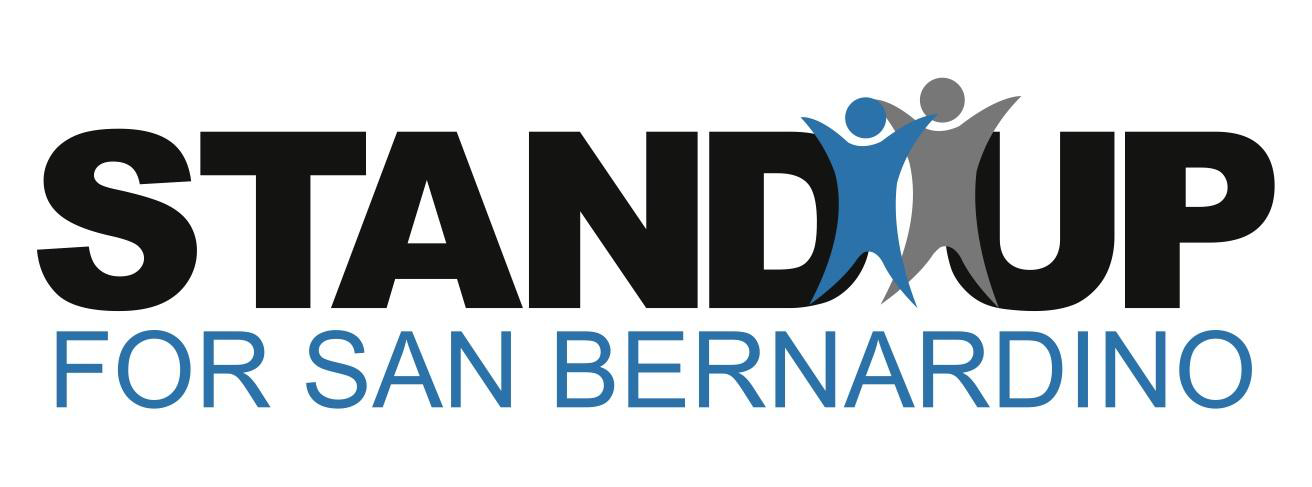 STAND UP
FOR SAN BERNARDINO